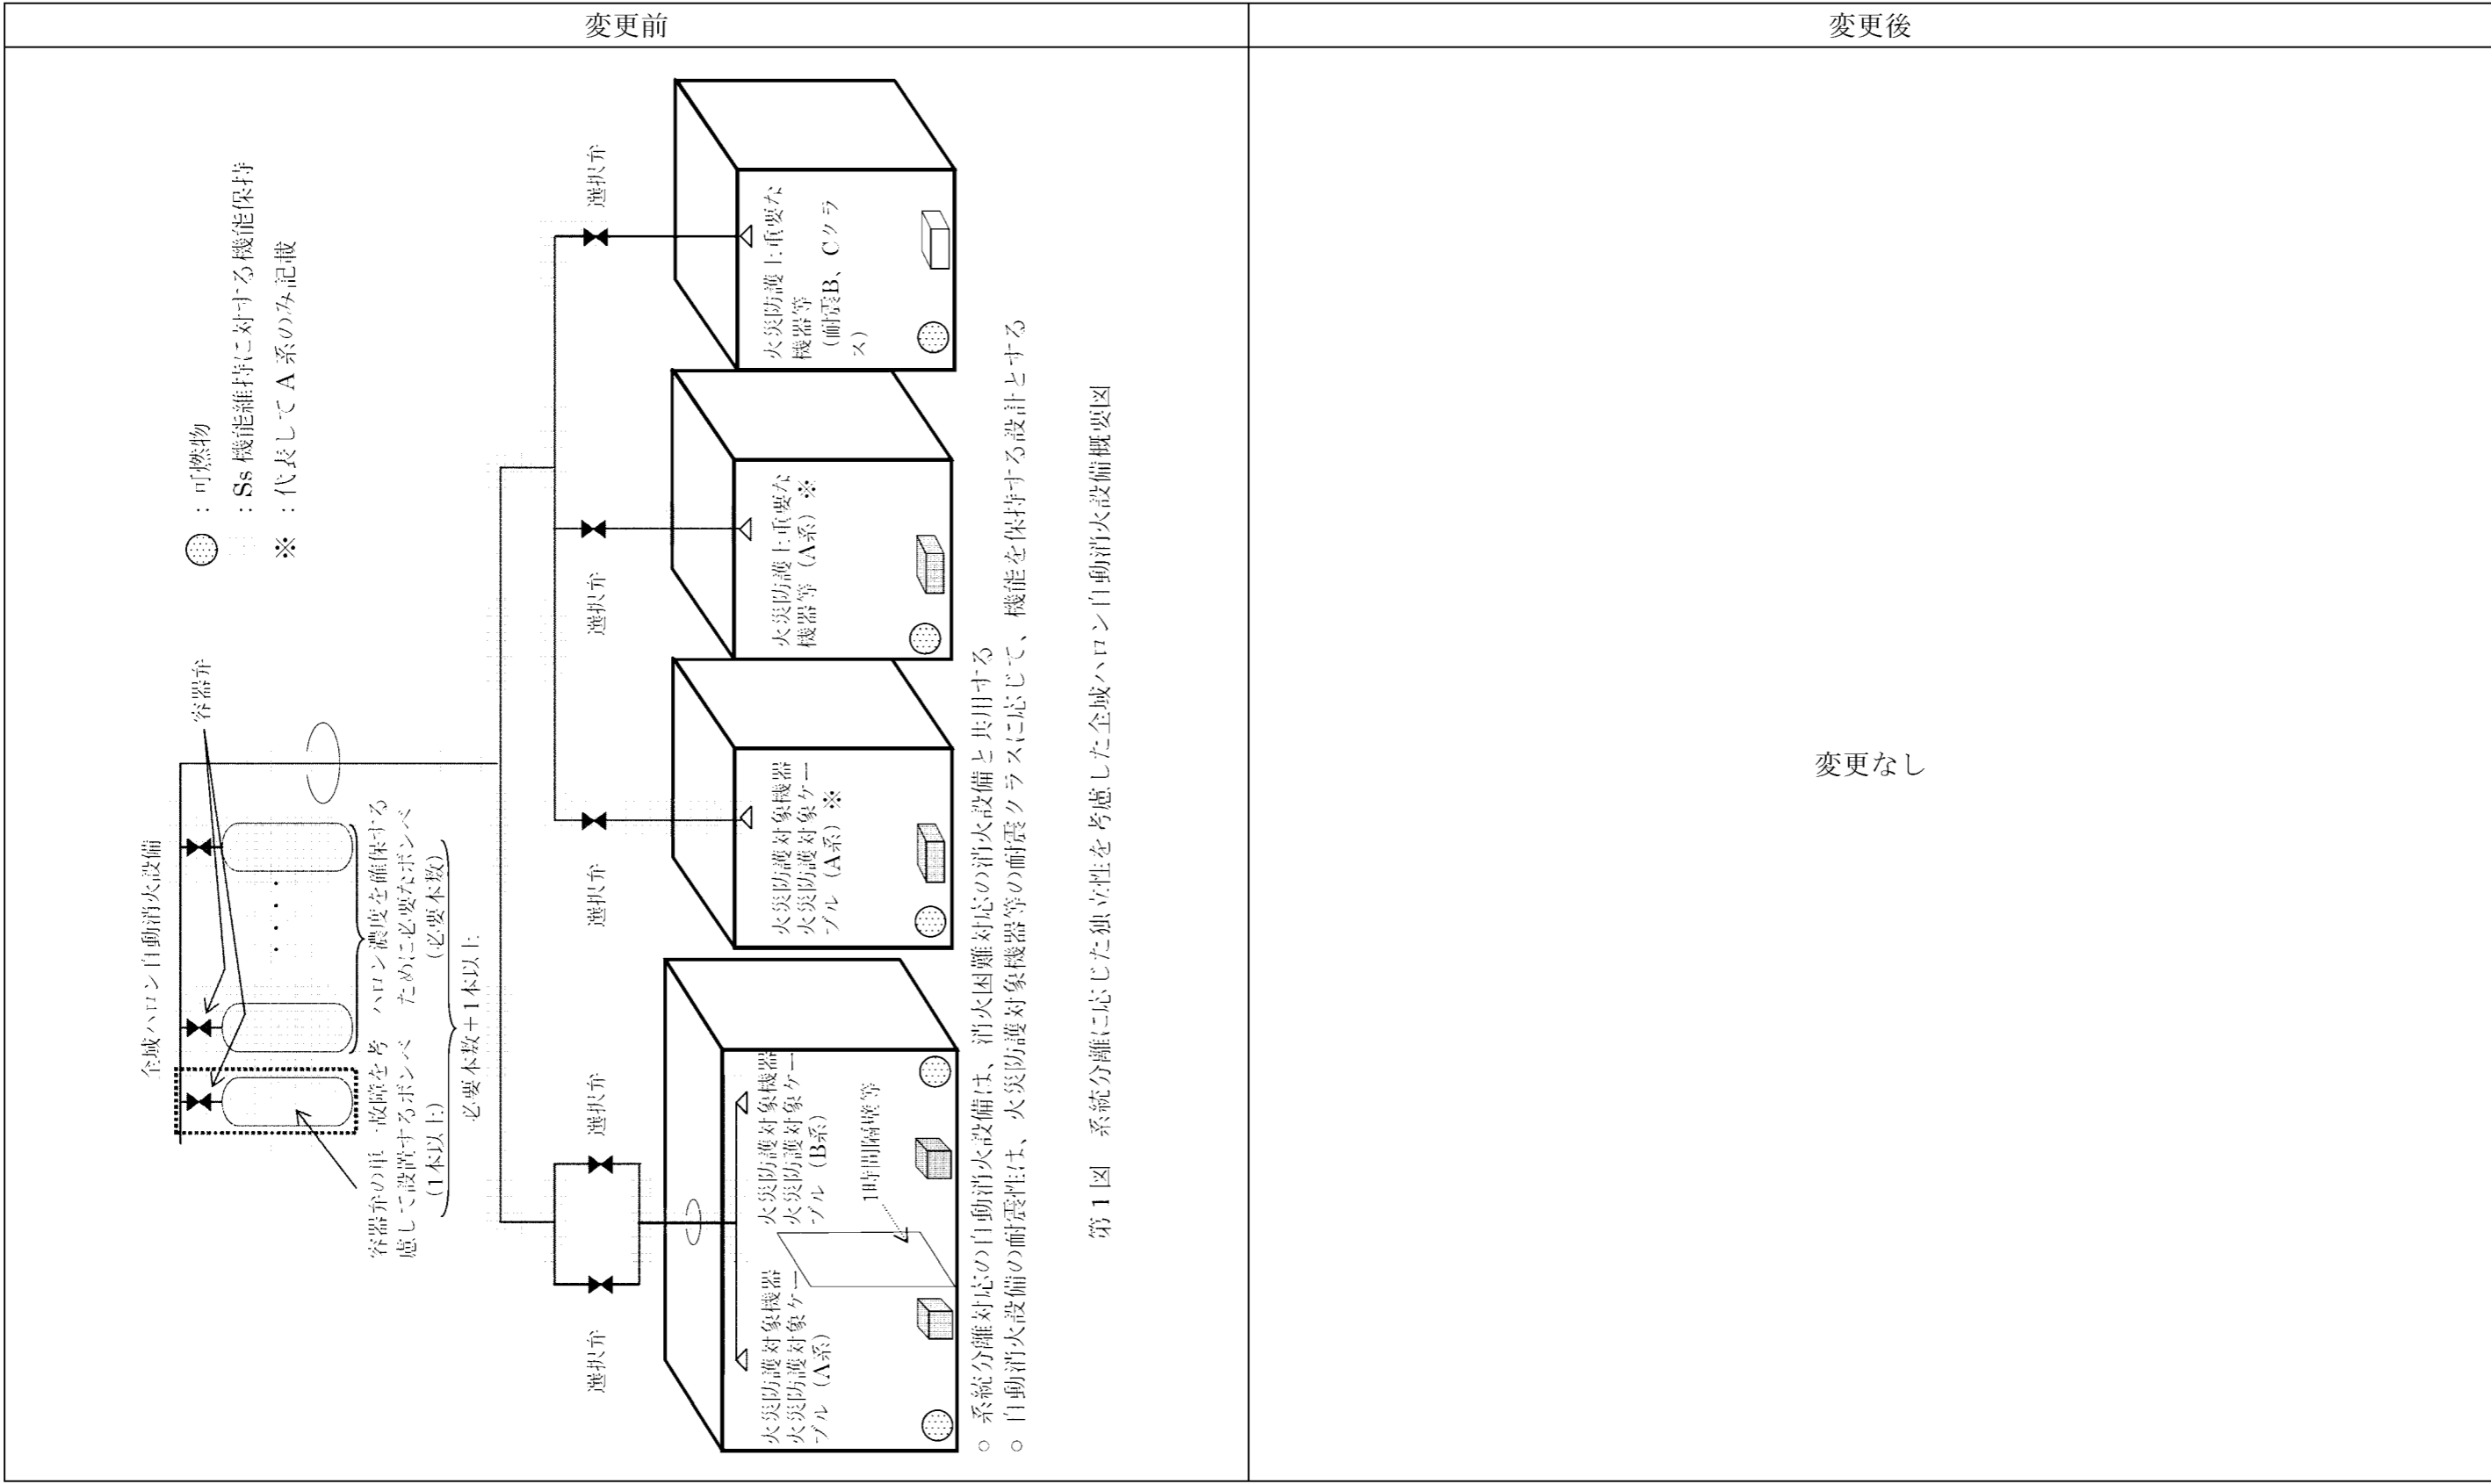 変更前
変更後
全域ハロン自動消火設備
容器弁
：可燃物
：Ss 機能維持に対する機能保持
※：代表して A 系のみ記載
容器弁の単一故障を考
慮して設置するボンベ
（1本以上）
ハロン濃度を確保する
ために必要なボンベ
（必要本数）
必要本数＋1本以上
選択弁
選択弁
選択弁
選択弁
選択弁
火災防護対象機器
火災防護対象ケー
ブル（A系）
火災防護対象機器
火災防護対象ケー
ブル（B系）
1時間隔壁等
火災防護対象機器
火災防護対象ケー
ブル（A系）※
火災防護上重要な
機器等（A系）※
火災防護上重要な
機器等
（耐震B、Cクラ
ス）
○ 系統分離対応の自動消火設備は、消火困難対応の消火設備と共用する
○ 自動消火設備の耐震性は、火災防護対象機器等の耐震クラスに応じて、機能を保持する設計とする
第1図 系統分離に応じた独立性を考慮した全域ハロン自動消火設備概要図
変更なし